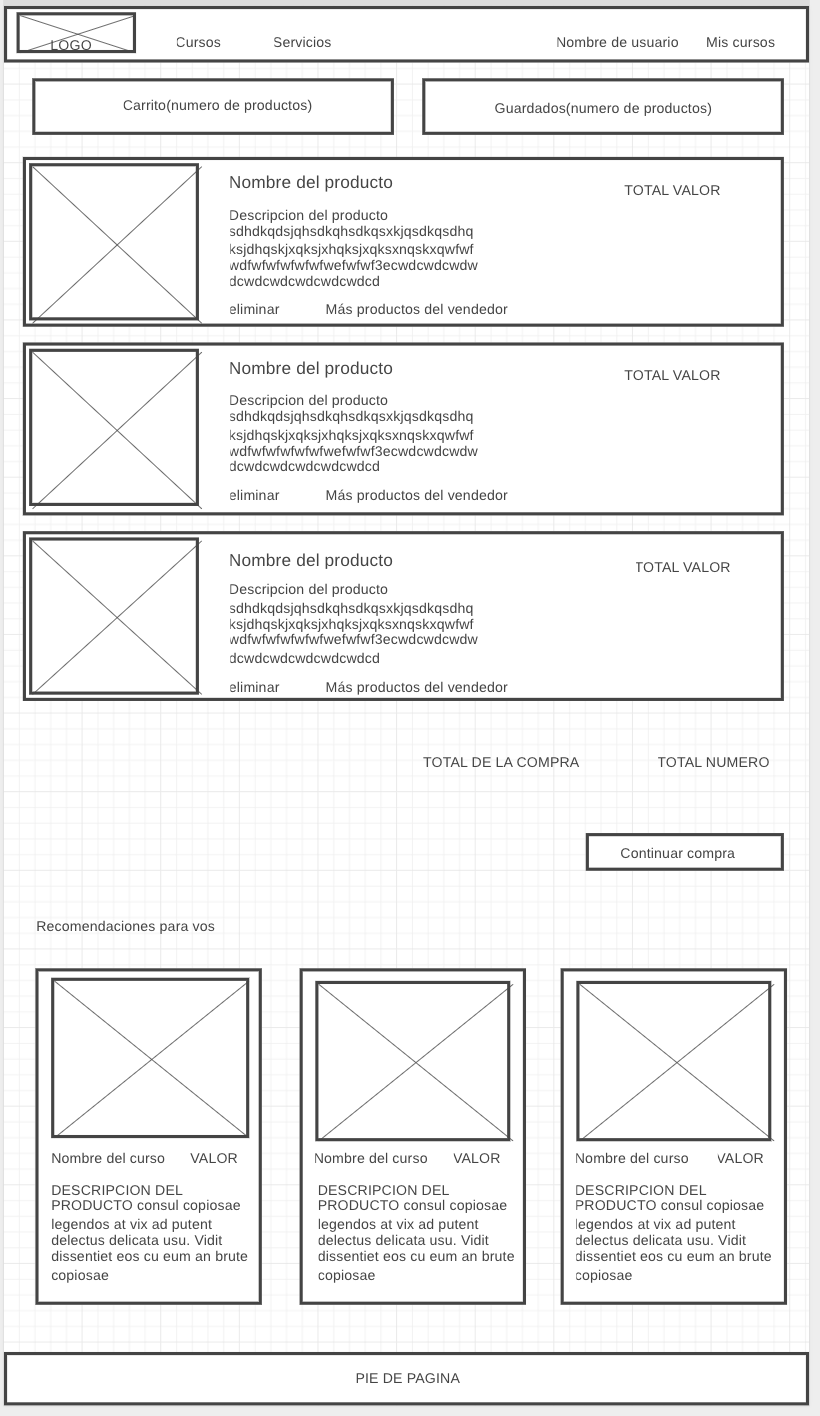 LOGO
Cursos
Servicios
Nombre de usuario
Mis cursos
Carrito(numero de productos)
Guardados(numero de productos)
Nombre del producto
TOTAL VALOR
Descripcion del producto
sdhdkqdsjqhsdkqhsdkqsxkjqsdkqsdhq
ksjdhqskjxqksjxhqksjxqksxnqskxqwfwf
wdfwfwfwfwfwfwefwfwf3ecwdcwdcwdw
dcwdcwdcwdcwdcwdcd
eliminar
Más productos del vendedor
Nombre del producto
TOTAL VALOR
Descripcion del producto
sdhdkqdsjqhsdkqhsdkqsxkjqsdkqsdhq
ksjdhqskjxqksjxhqksjxqksxnqskxqwfwf
wdfwfwfwfwfwfwefwfwf3ecwdcwdcwdw
dcwdcwdcwdcwdcwdcd
eliminar
Más productos del vendedor
Nombre del producto
TOTAL VALOR
Descripcion del producto
sdhdkqdsjqhsdkqhsdkqsxkjqsdkqsdhq
ksjdhqskjxqksjxhqksjxqksxnqskxqwfwf
wdfwfwfwfwfwfwefwfwf3ecwdcwdcwdw
dcwdcwdcwdcwdcwdcd
eliminar
Más productos del vendedor
TOTAL DE LA COMPRA
TOTAL NUMERO
Continuar compra
Recomendaciones para vos
Nombre del curso
VALOR
DESCRIPCION DEL
PRODUCTO consul copiosae
legendos at vix ad putent
delectus delicata usu. Vidit
dissentiet eos cu eum an brute
copiosae
Nombre del curso
VALOR
DESCRIPCION DEL
PRODUCTO consul copiosae
legendos at vix ad putent
delectus delicata usu. Vidit
dissentiet eos cu eum an brute
copiosae
Nombre del curso
VALOR
DESCRIPCION DEL
PRODUCTO consul copiosae
legendos at vix ad putent
delectus delicata usu. Vidit
dissentiet eos cu eum an brute
copiosae
PIE DE PAGINA